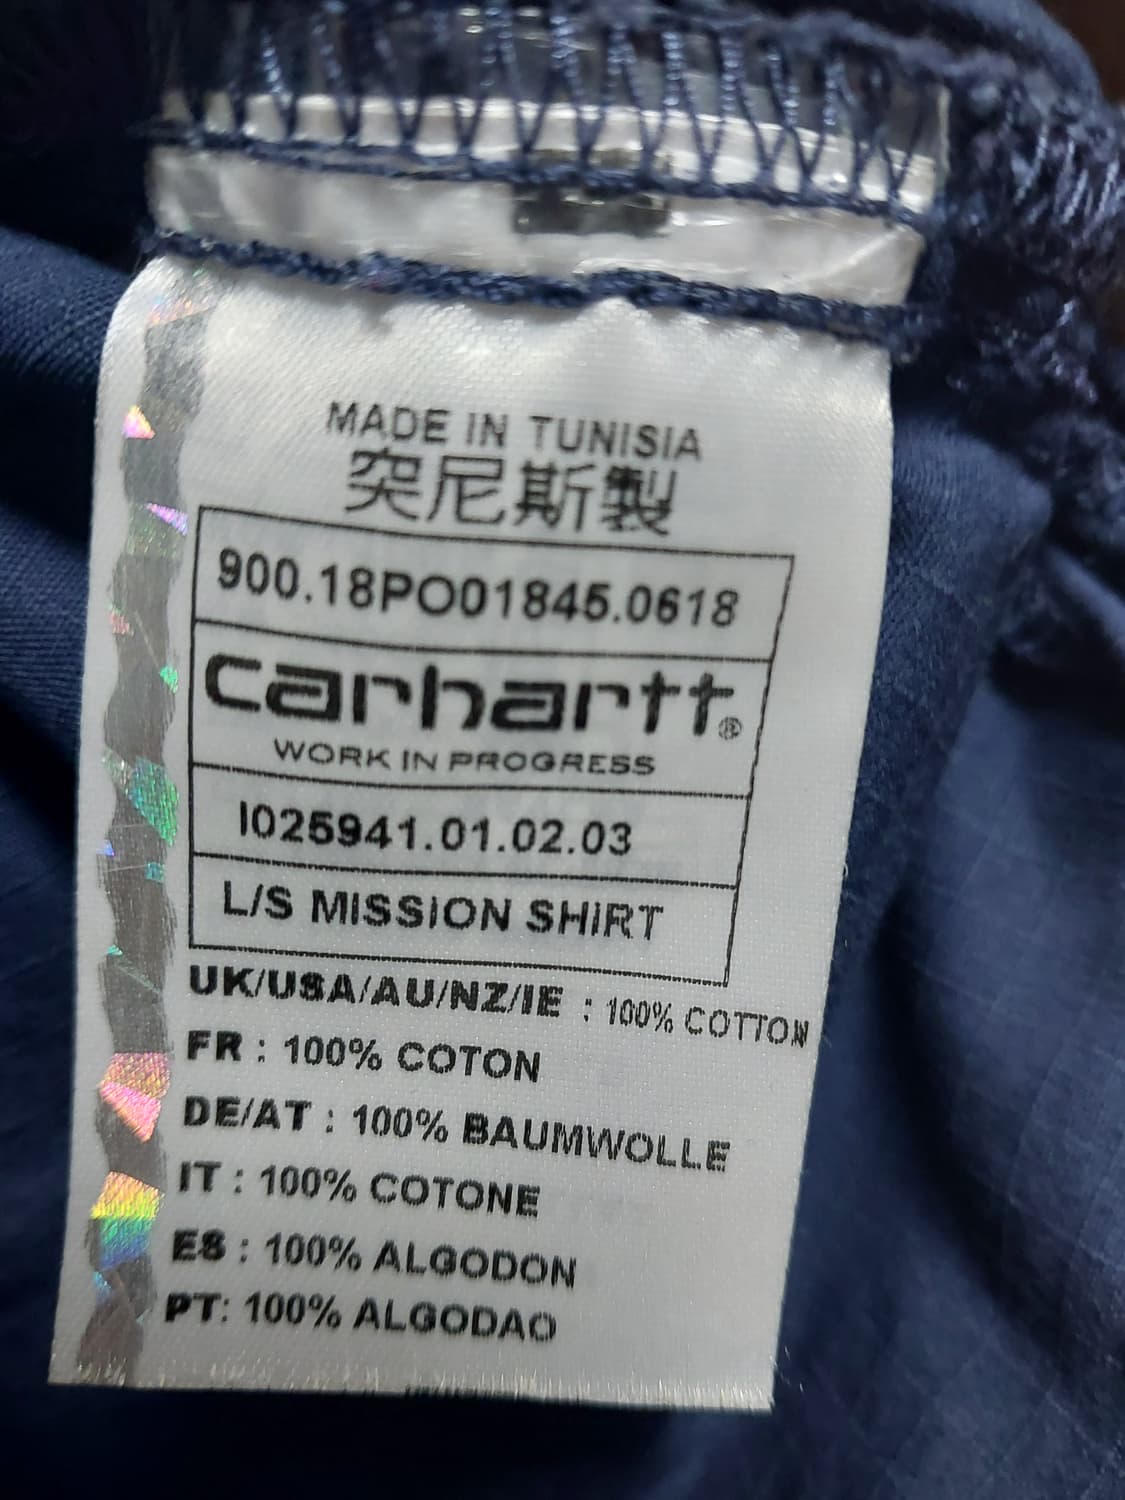 MADE IN TUNISIA
突尼斯製
900.18PO01845.0618
carhartt®
WORK IN PROGRESS
I025941.01.02.03
L/S MISSION SHIRT
UK/USA/AU/NZ/IE : 100% COTTON
FR : 100% COTON
DE/AT : 100% BAUMWOLLE
IT : 100% COTONE
ES : 100% ALGODON
PT: 100% ALGODAO